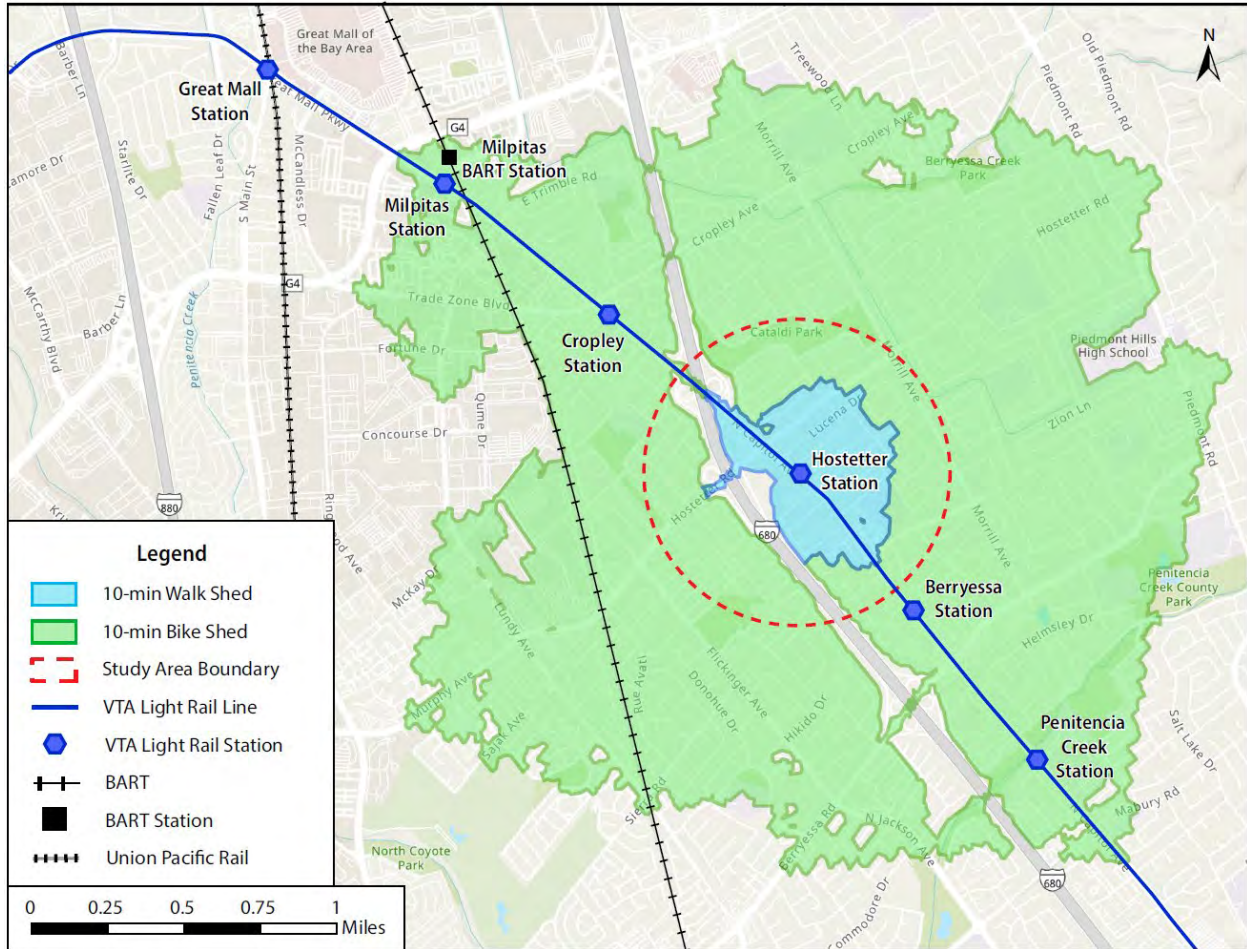 Great Mall
of the Bay Area
N
Barber Ln
Treewood Ln
Old Piedmont Rd
Piedmont Rd
Great Mall
Station
Great Mall Pkwy
G4
Milpitas
BART Station
Morrill Ave
Cropley Ave
Berryessa Creek
Park
Starlite Dr
Fallen Leaf Dr
S Main St
McCandless Dr
E Trimble Rd
Milpitas
Station
Cropley Ave
Hostetter Rd
G4
McCarthy Blvd
Barber Ln
Penitencia Creek
Trade Zone Blvd
Cropley
Station
Cataldi Park
Morrill Ave
Piedmont Hills
High School
Fortune Dr
Qume Dr
Concourse Dr
Lucena Dr
Zion Ln
Piedmont Rd
Hostetter
Station
Hostetter Rd
880
680
Morrill Ave
McKay Dr
Lundy Ave
Berryessa
Station
Penitencia
Creek County
Park
Helmsley Dr
Murphy Ave
Sajak Ave
Rue Avati
Flickinger Ave
Donohue Dr
Hikido Dr
Penitencia
Creek
Station
Salt Lake Dr
Mabury Rd
N Jackson Ave
Berryessa Rd
North Coyote
Park
Commodore Dr
680
Legend
10-min Walk Shed
10-min Bike Shed
Study Area Boundary
VTA Light Rail Line
VTA Light Rail Station
BART
BART Station
Union Pacific Rail
0 0.25 0.5 0.75 1
Miles